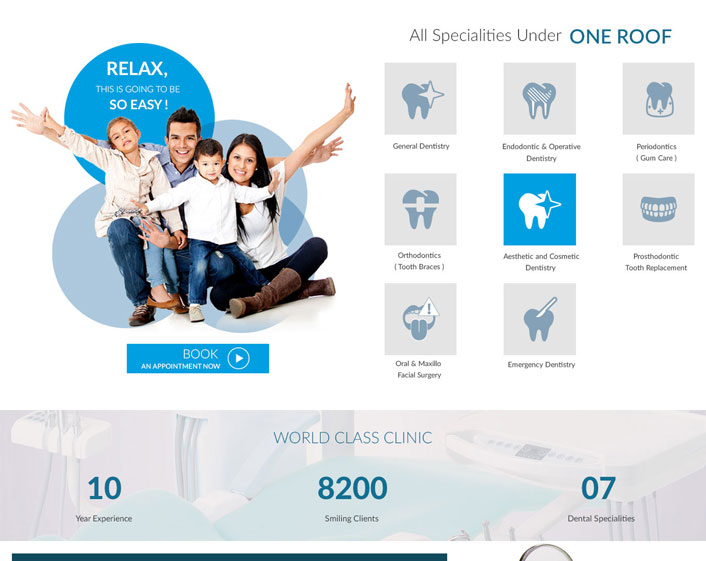 All Specialities Under ONE ROOF
RELAX,
THIS IS GOING TO BE
SO EASY !
General Dentistry
Endodontic & Operative
Dentistry
Periodontics
( Gum Care )
Orthodontics
( Tooth Braces )
Aesthetic and Cosmetic
Dentistry
Prosthodontic
Tooth Replacement
Oral & Maxillo
Facial Surgery
Emergency Dentistry
BOOK
AN APPOINTMENT NOW
WORLD CLASS CLINIC
10
Year Experience
8200
Smiling Clients
07
Dental Specialities